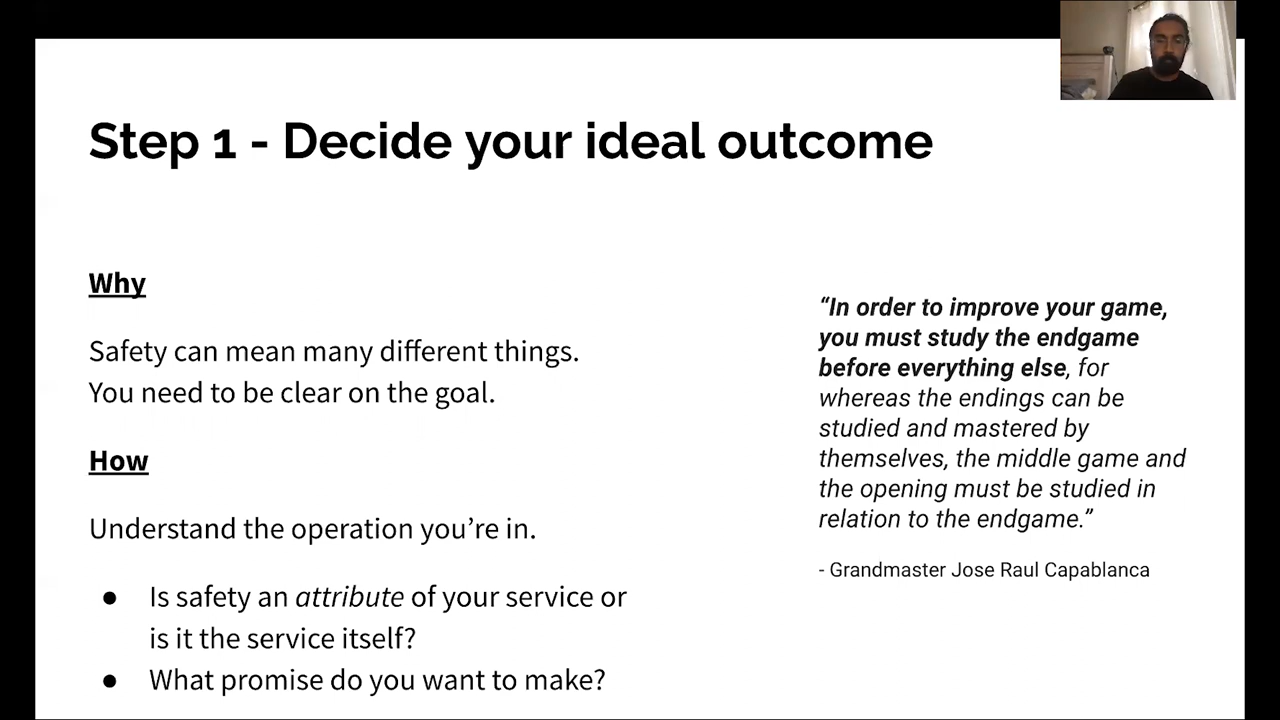 Step 1 - Decide your ideal outcome
Why
Safety can mean many different things.
You need to be clear on the goal.
How
Understand the operation you’re in.
● Is safety an attribute of your service or
is it the service itself?
● What promise do you want to make?
“In order to improve your game,
you must study the endgame
before everything else, for
whereas the endings can be
studied and mastered by
themselves, the middle game and
the opening must be studied in
relation to the endgame.”
- Grandmaster Jose Raul Capablanca